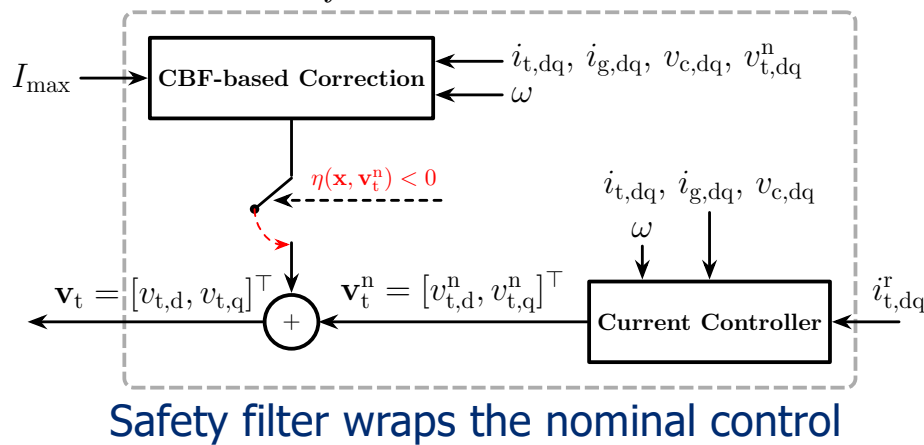 CBF-based Correction
I_max
i_t,dq, i_g,dq, v_c,dq, v^n_t,dq
ω
η(x, v^n_t) < 0
i_t,dq, i_g,dq, v_c,dq
ω
v_t = [v_t,d, v_t,q]^⊤
+
v^n_t = [v^n_t,d, v^n_t,q]^⊤
Current Controller
i^r_t,dq
Safety filter wraps the nominal control